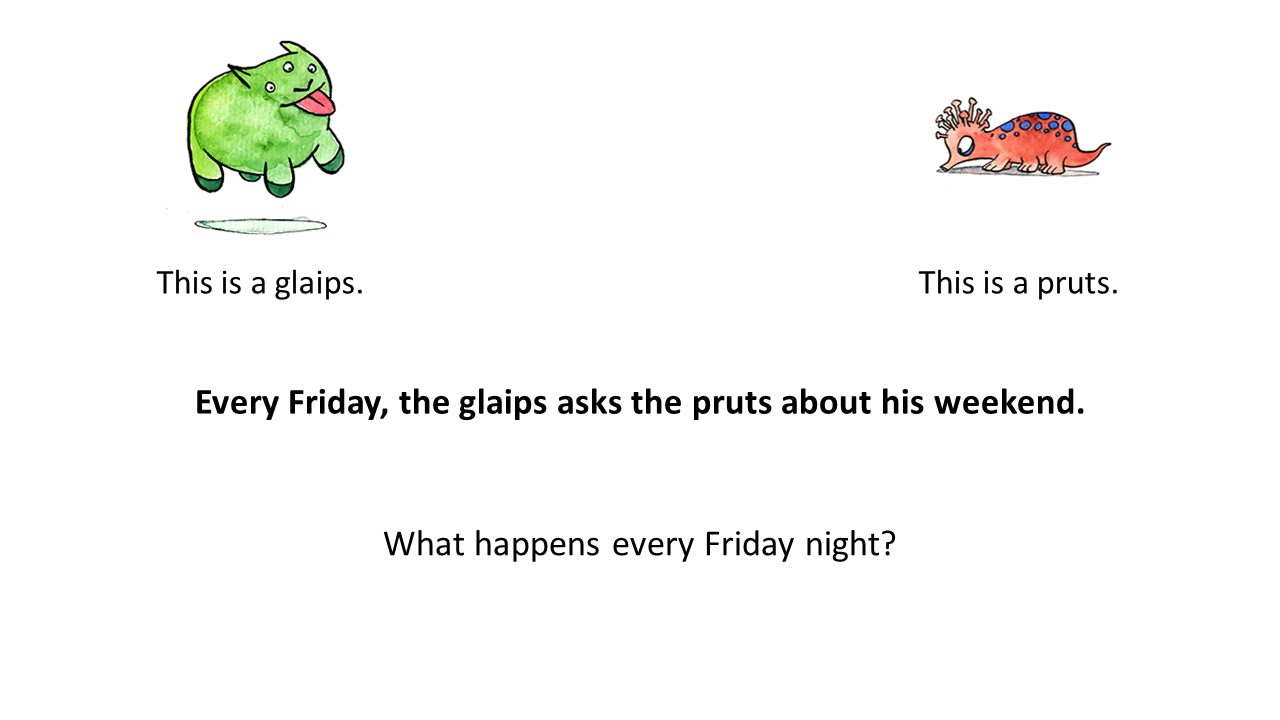 This is a glaips.
This is a pruts.
Every Friday, the glaips asks the pruts about his weekend.
What happens every Friday night?